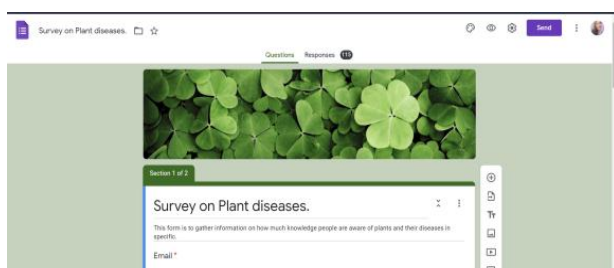 Survey on Plant diseases.
Send
Questions Responses 115
Section 1 of 2
Survey on Plant diseases.
This form is to gather information on how much knowledge people are aware of plants and their diseases in
specific.
Email *
Tт